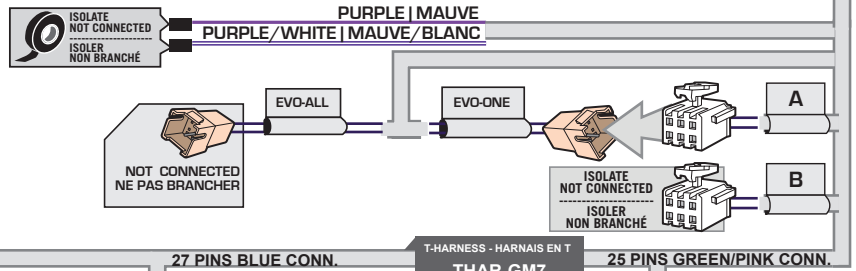 ISOLATE
NOT CONNECTED
ISOLER
NON BRANCHÉ
PURPLE | MAUVE
PURPLE/WHITE | MAUVE/BLANC
EVO-ALL
EVO-ONE
A
NOT CONNECTED
NE PAS BRANCHER
ISOLATE
NOT CONNECTED
ISOLER
NON BRANCHÉ
B
27 PINS BLUE CONN.
T-HARNESS - HARNAIS EN T
THAR-GM7
25 PINS GREEN/PINK CONN.